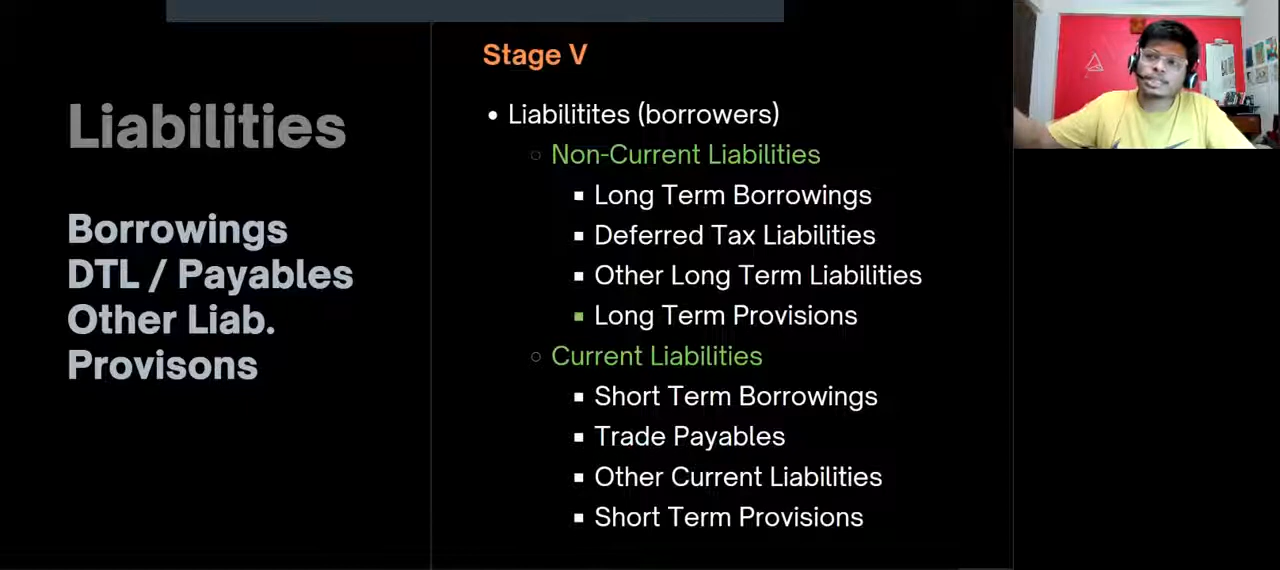 Liabilities
Borrowings
DTL / Payables
Other Liab.
Provisons
Stage V
Liabilitites (borrowers)
Non-Current Liabilities
Long Term Borrowings
Deferred Tax Liabilities
Other Long Term Liabilities
Long Term Provisions
Current Liabilities
Short Term Borrowings
Trade Payables
Other Current Liabilities
Short Term Provisions